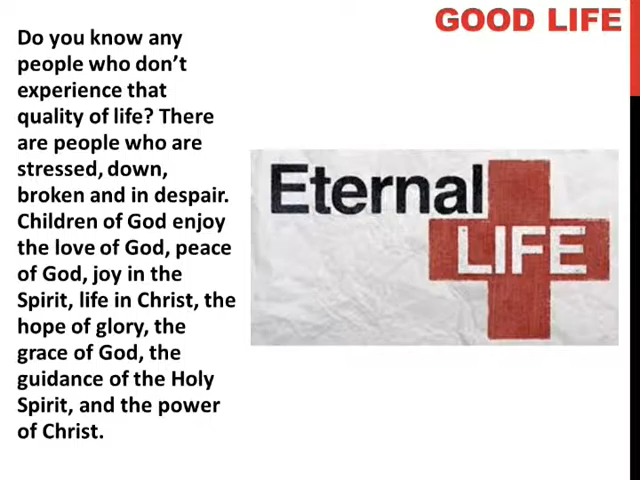 GOOD LIFE
Do you know any
people who don't
experience that
quality of life? There
are people who are
stressed, down,
broken and in despair.
Children of God enjoy
the love of God, peace
of God, joy in the
Spirit, life in Christ, the
hope of glory, the
grace of God, the
guidance of the Holy
Spirit, and the power
of Christ.
Eternal
LIFE